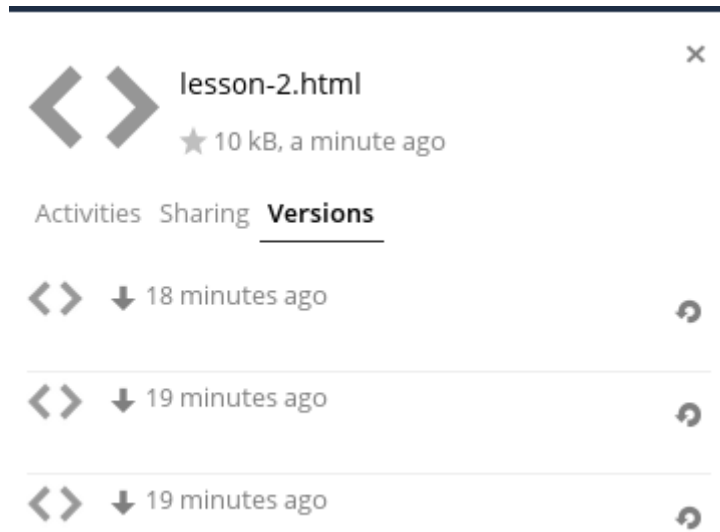 lesson-2.html
10 kB, a minute ago
Activities Sharing Versions
18 minutes ago
19 minutes ago
19 minutes ago